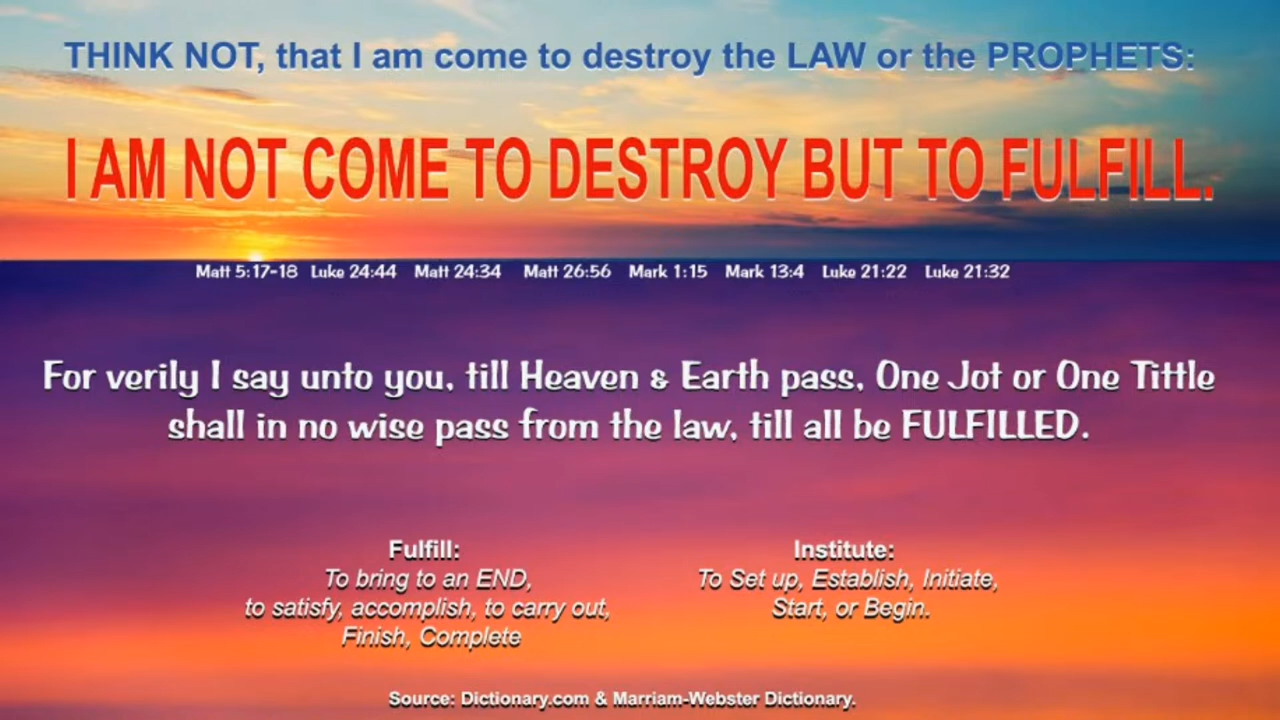 THINK NOT, that I am come to destroy the LAW or the PROPHETS:
I AM NOT COME TO DESTROY BUT TO FULFILL.
Matt 5:17-18 Luke 24:44 Matt 24:34 Matt 26:56 Mark 1:15 Mark 13:4 Luke 21:22 Luke 21:32
For verily I say unto you, till Heaven & Earth pass, One Jot or One Tittle
shall in no wise pass from the law, till all be FULFILLED.
Fulfill:
To bring to an END,
to satisfy, accomplish, to carry out,
Finish, Complete
Institute:
To Set up, Establish, Initiate,
Start, or Begin.
Source: Dictionary.com & Marriam-Webster Dictionary.